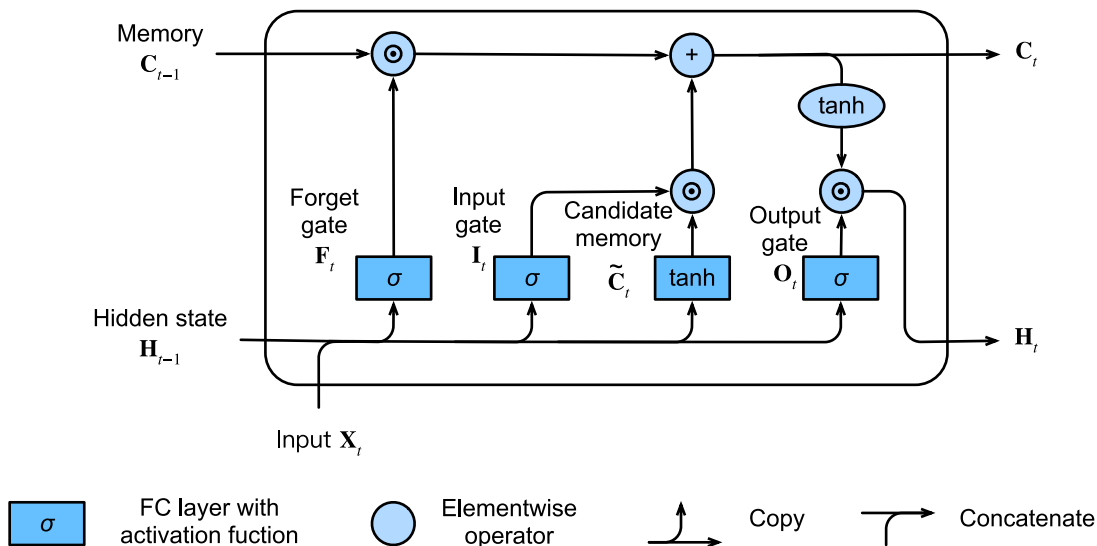 Memory
C_{t−1}
+
C_t
tanh
Forget
gate
F_t
Input
gate
I_t
Candidate
memory
C̃_t
Output
gate
O_t
σ
σ
tanh
σ
Hidden state
H_{t−1}
H_t
Input X_t
σ
FC layer with
activation fuction
Elementwise
operator
Copy
Concatenate